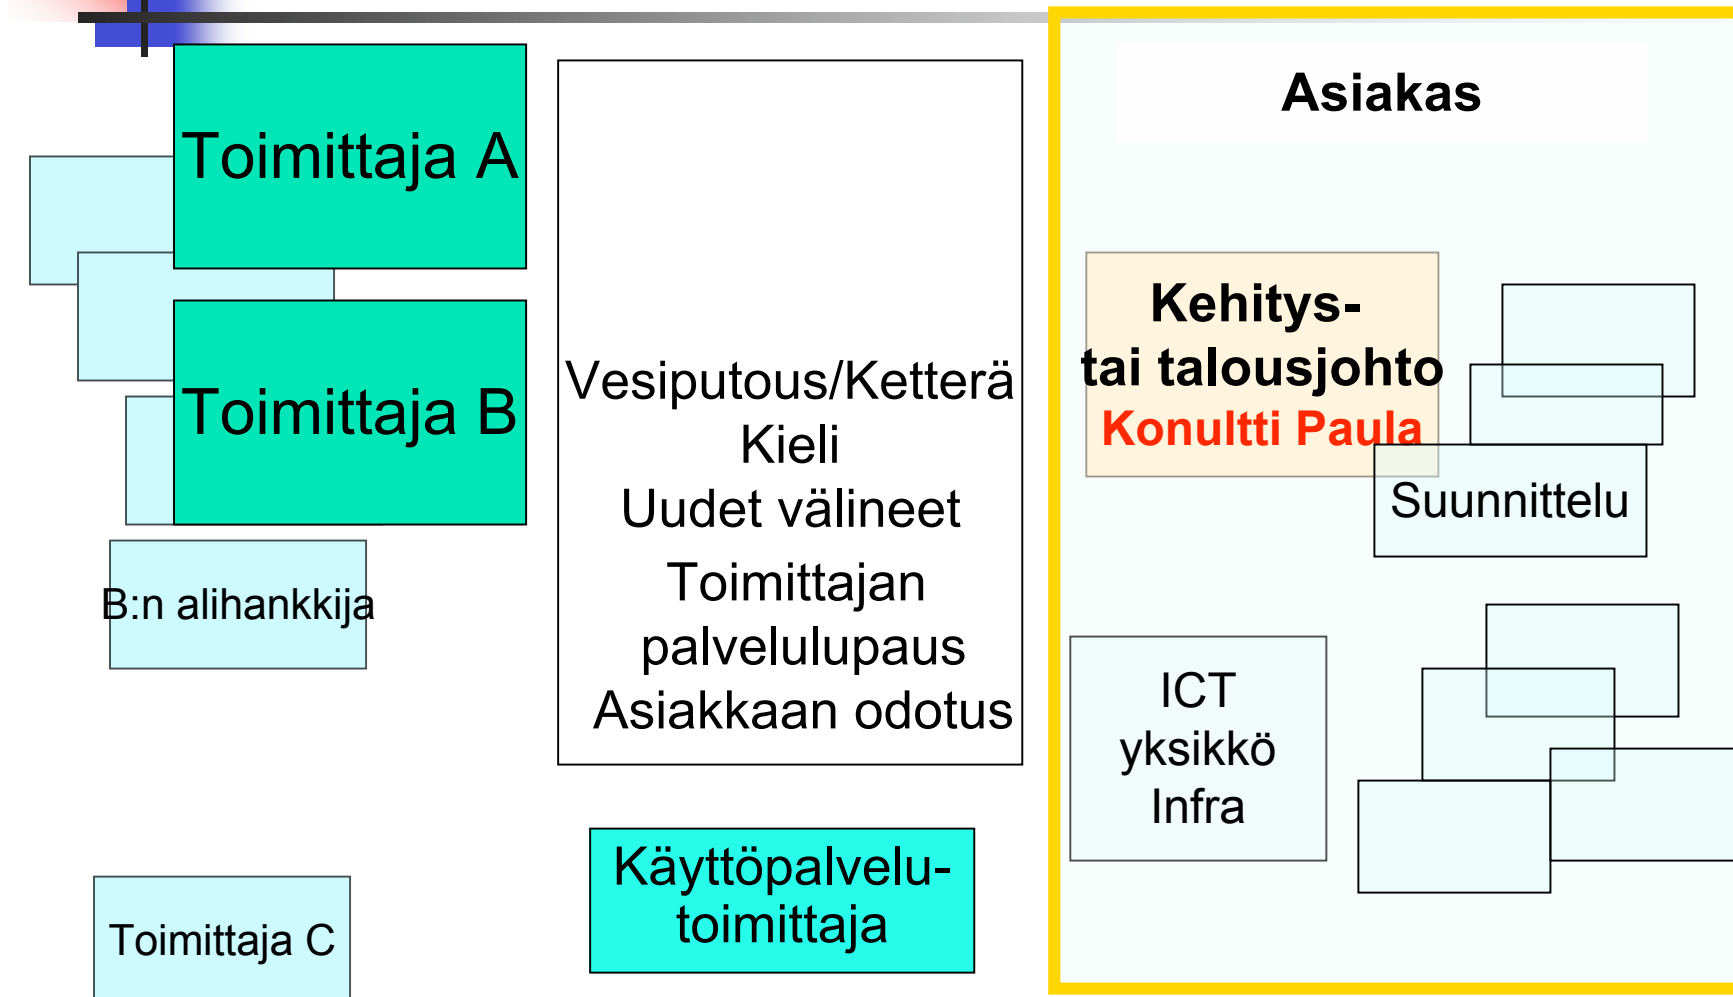 Toimittaja A
Toimittaja B
B:n alihankkija
Toimittaja C
Vesiputous/Ketterä
Kieli
Uudet välineet
Toimittajan
palvelulupaus
Asiakkaan odotus
Käyttöpalvelu-
toimittaja
Asiakas
Kehitys-
tai talousjohto
Konultti Paula
Suunnittelu
ICT
yksikkö
Infra